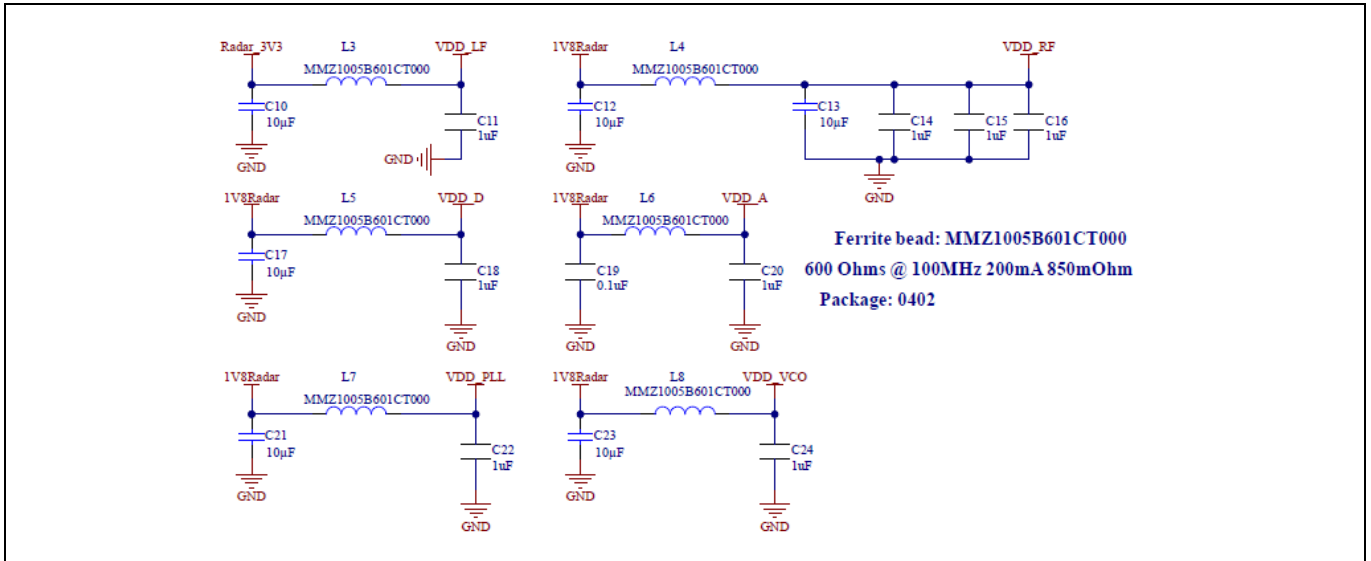 Radar_3V3 L3 VDD_LF
MMZ1005B601CT000
C10
10µF
C11
1uF
GND
GND
1V8Radar L4 VDD_RF
MMZ1005B601CT000
C12
10µF
C13
10µF
C14
1uF
C15
1uF
C16
1uF
GND
GND
1V8Radar L5 VDD_D
MMZ1005B601CT000
C17
10µF
C18
1uF
GND
GND
1V8Radar L6 VDD_A
MMZ1005B601CT000
C19
0.1uF
C20
1uF
GND
GND
Ferrite bead: MMZ1005B601CT000
600 Ohms @ 100MHz 200mA 850mOhm
Package: 0402
1V8Radar L7 VDD_PLL
MMZ1005B601CT000
C21
10µF
C22
1uF
GND
GND
1V8Radar L8 VDD_VCO
MMZ1005B601CT000
C23
10µF
C24
1uF
GND
GND